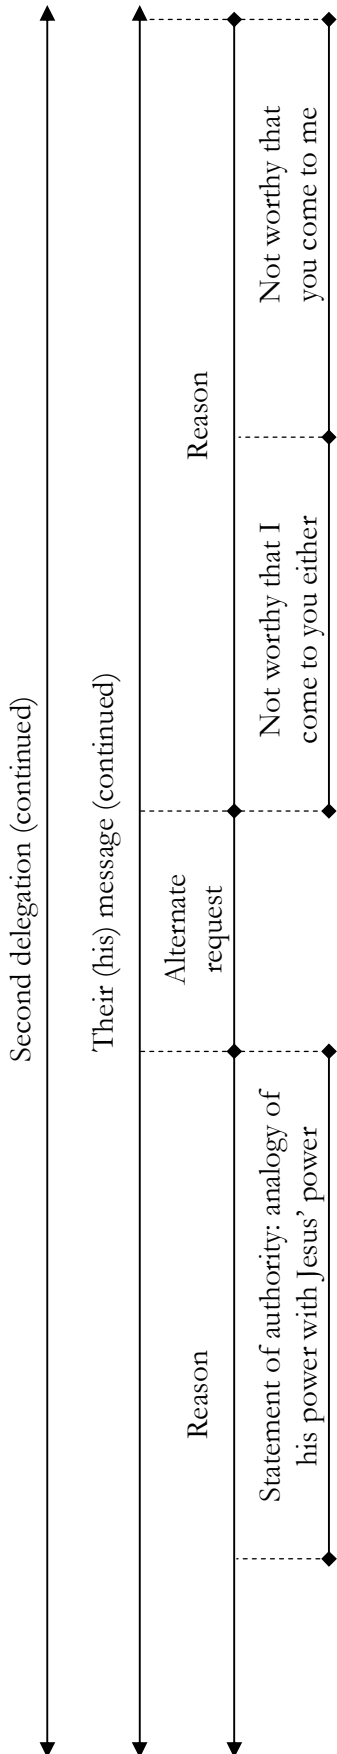 Second delegation (continued)
Their (his) message (continued)
Reason
Alternate
request
Reason
Statement of authority: analogy of
his power with Jesus’ power
Not worthy that I
come to you either
Not worthy that
you come to me